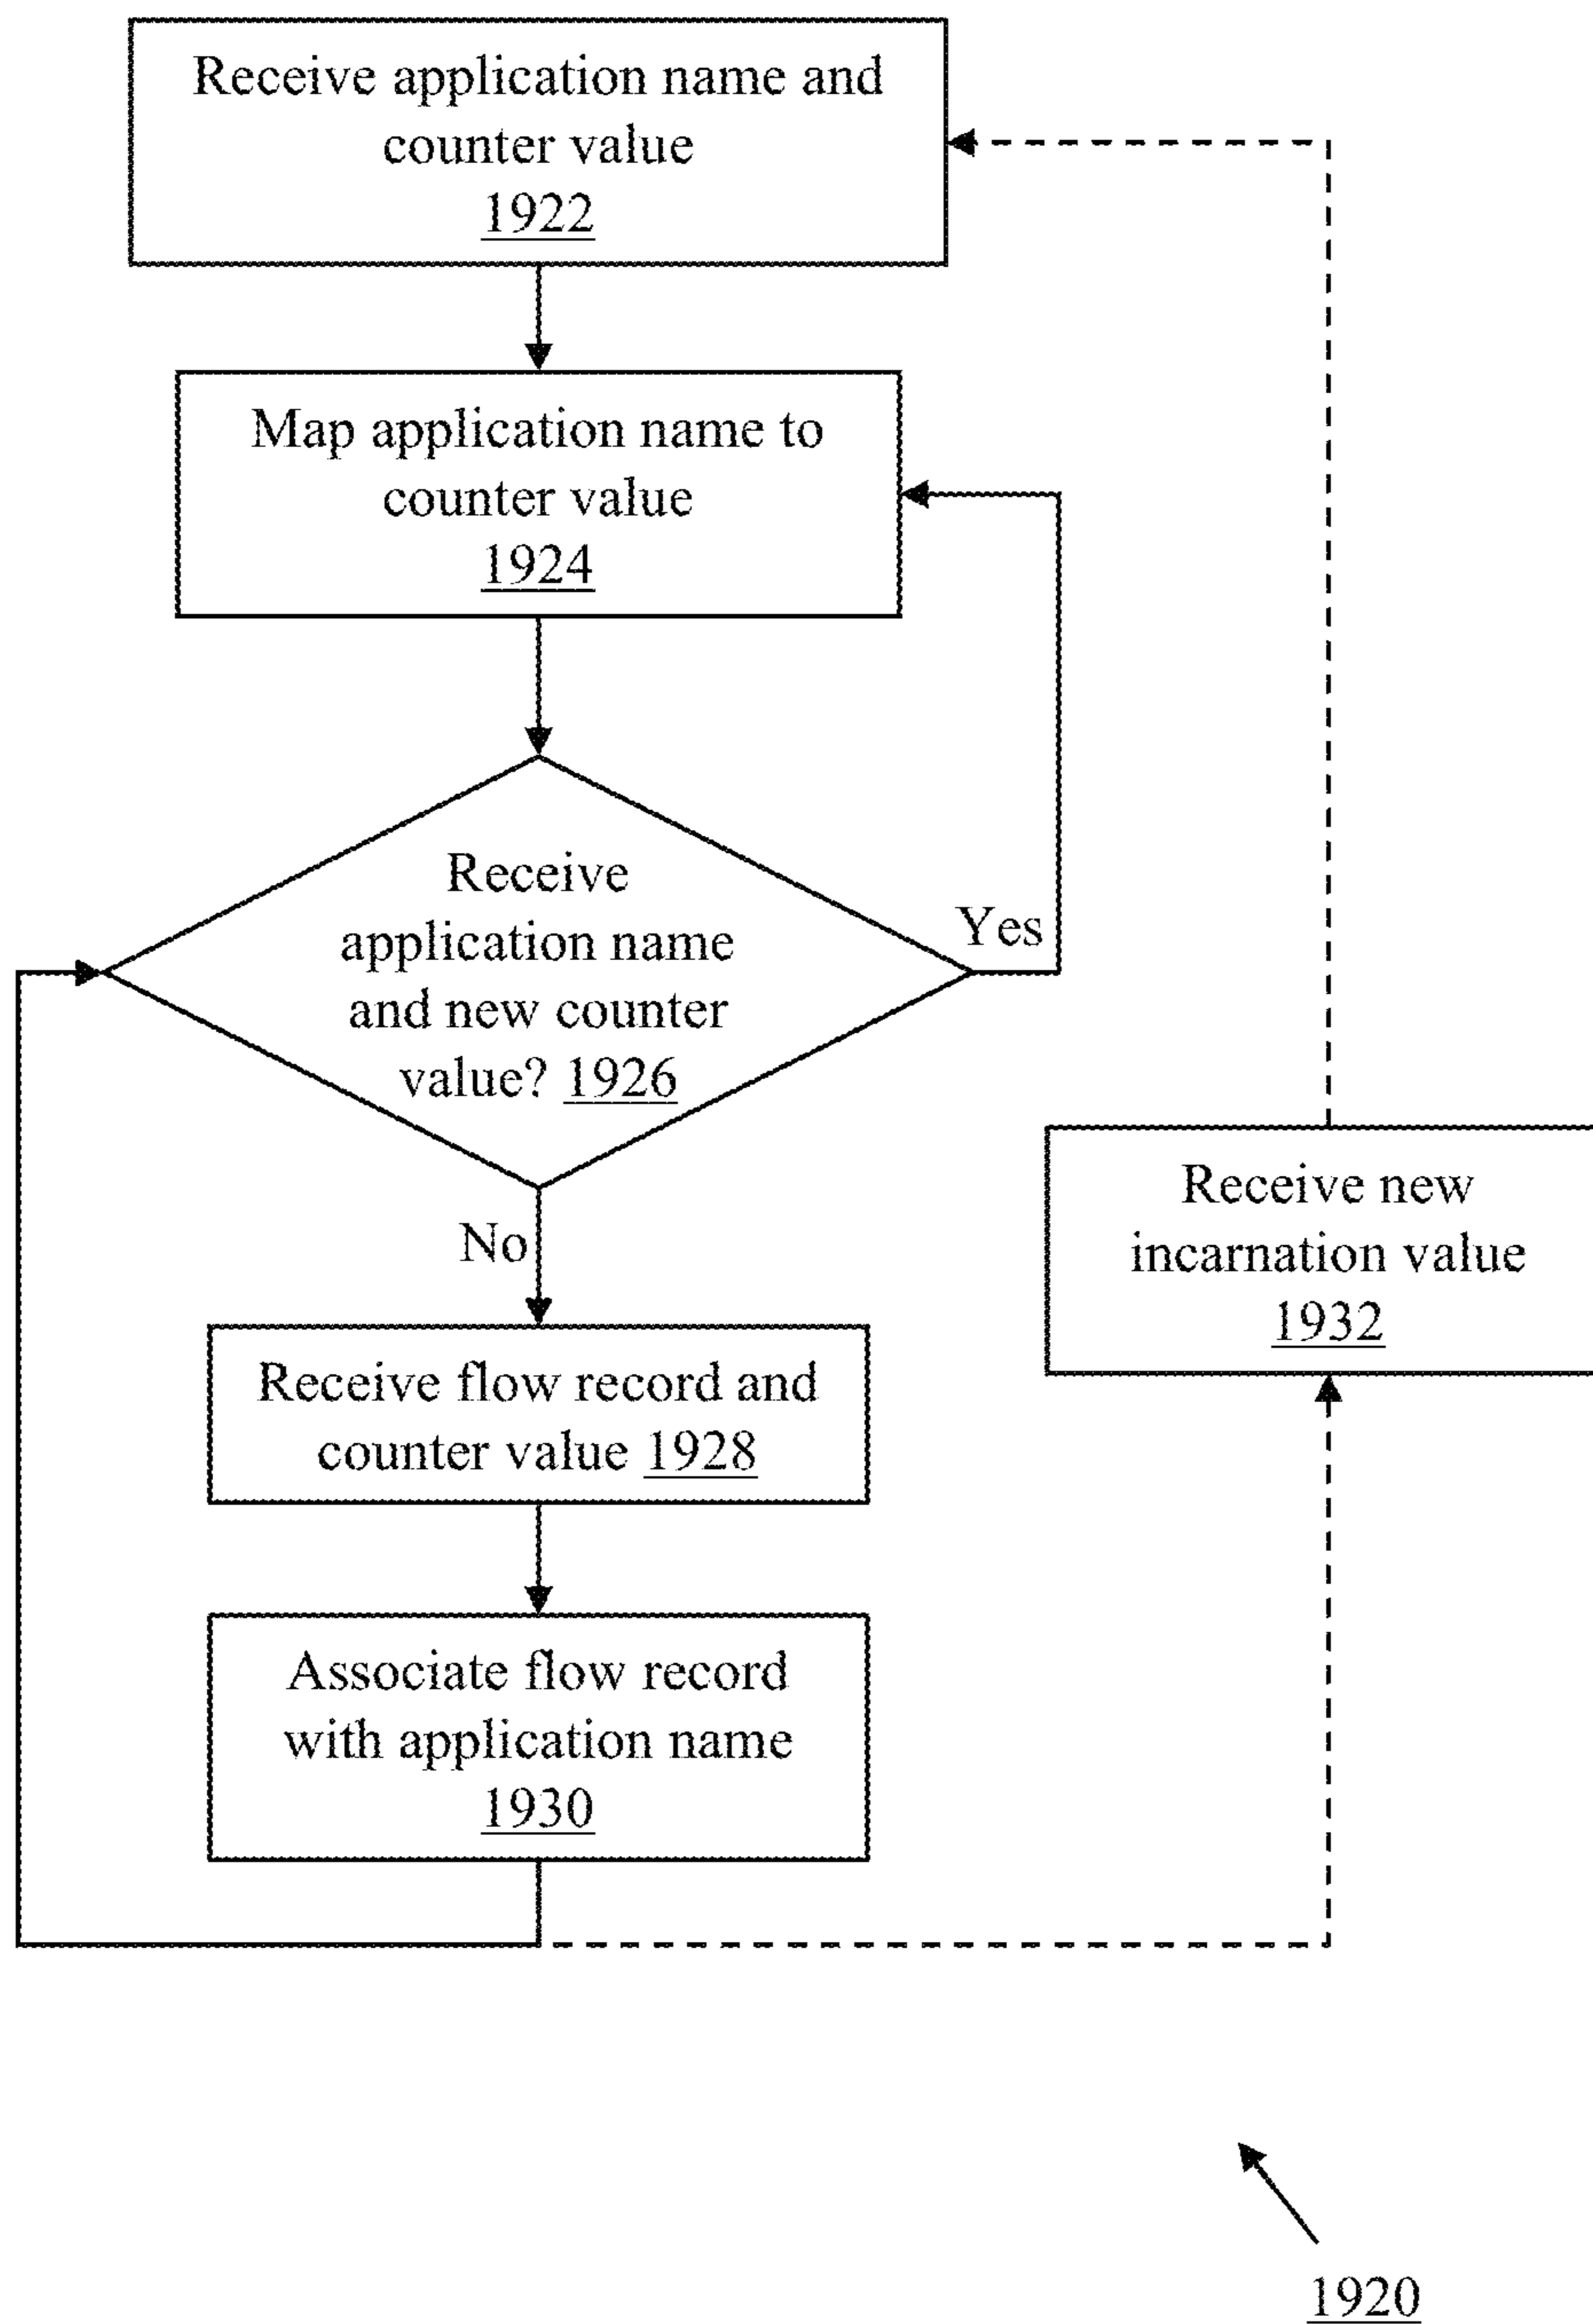 Receive application name and
counter value
1922
Map application name to
counter value
1924
Receive
application name
and new counter
value? 1926
Yes
No
Receive new
incarnation value
1932
Receive flow record and
counter value 1928
Associate flow record
with application name
1930
1920